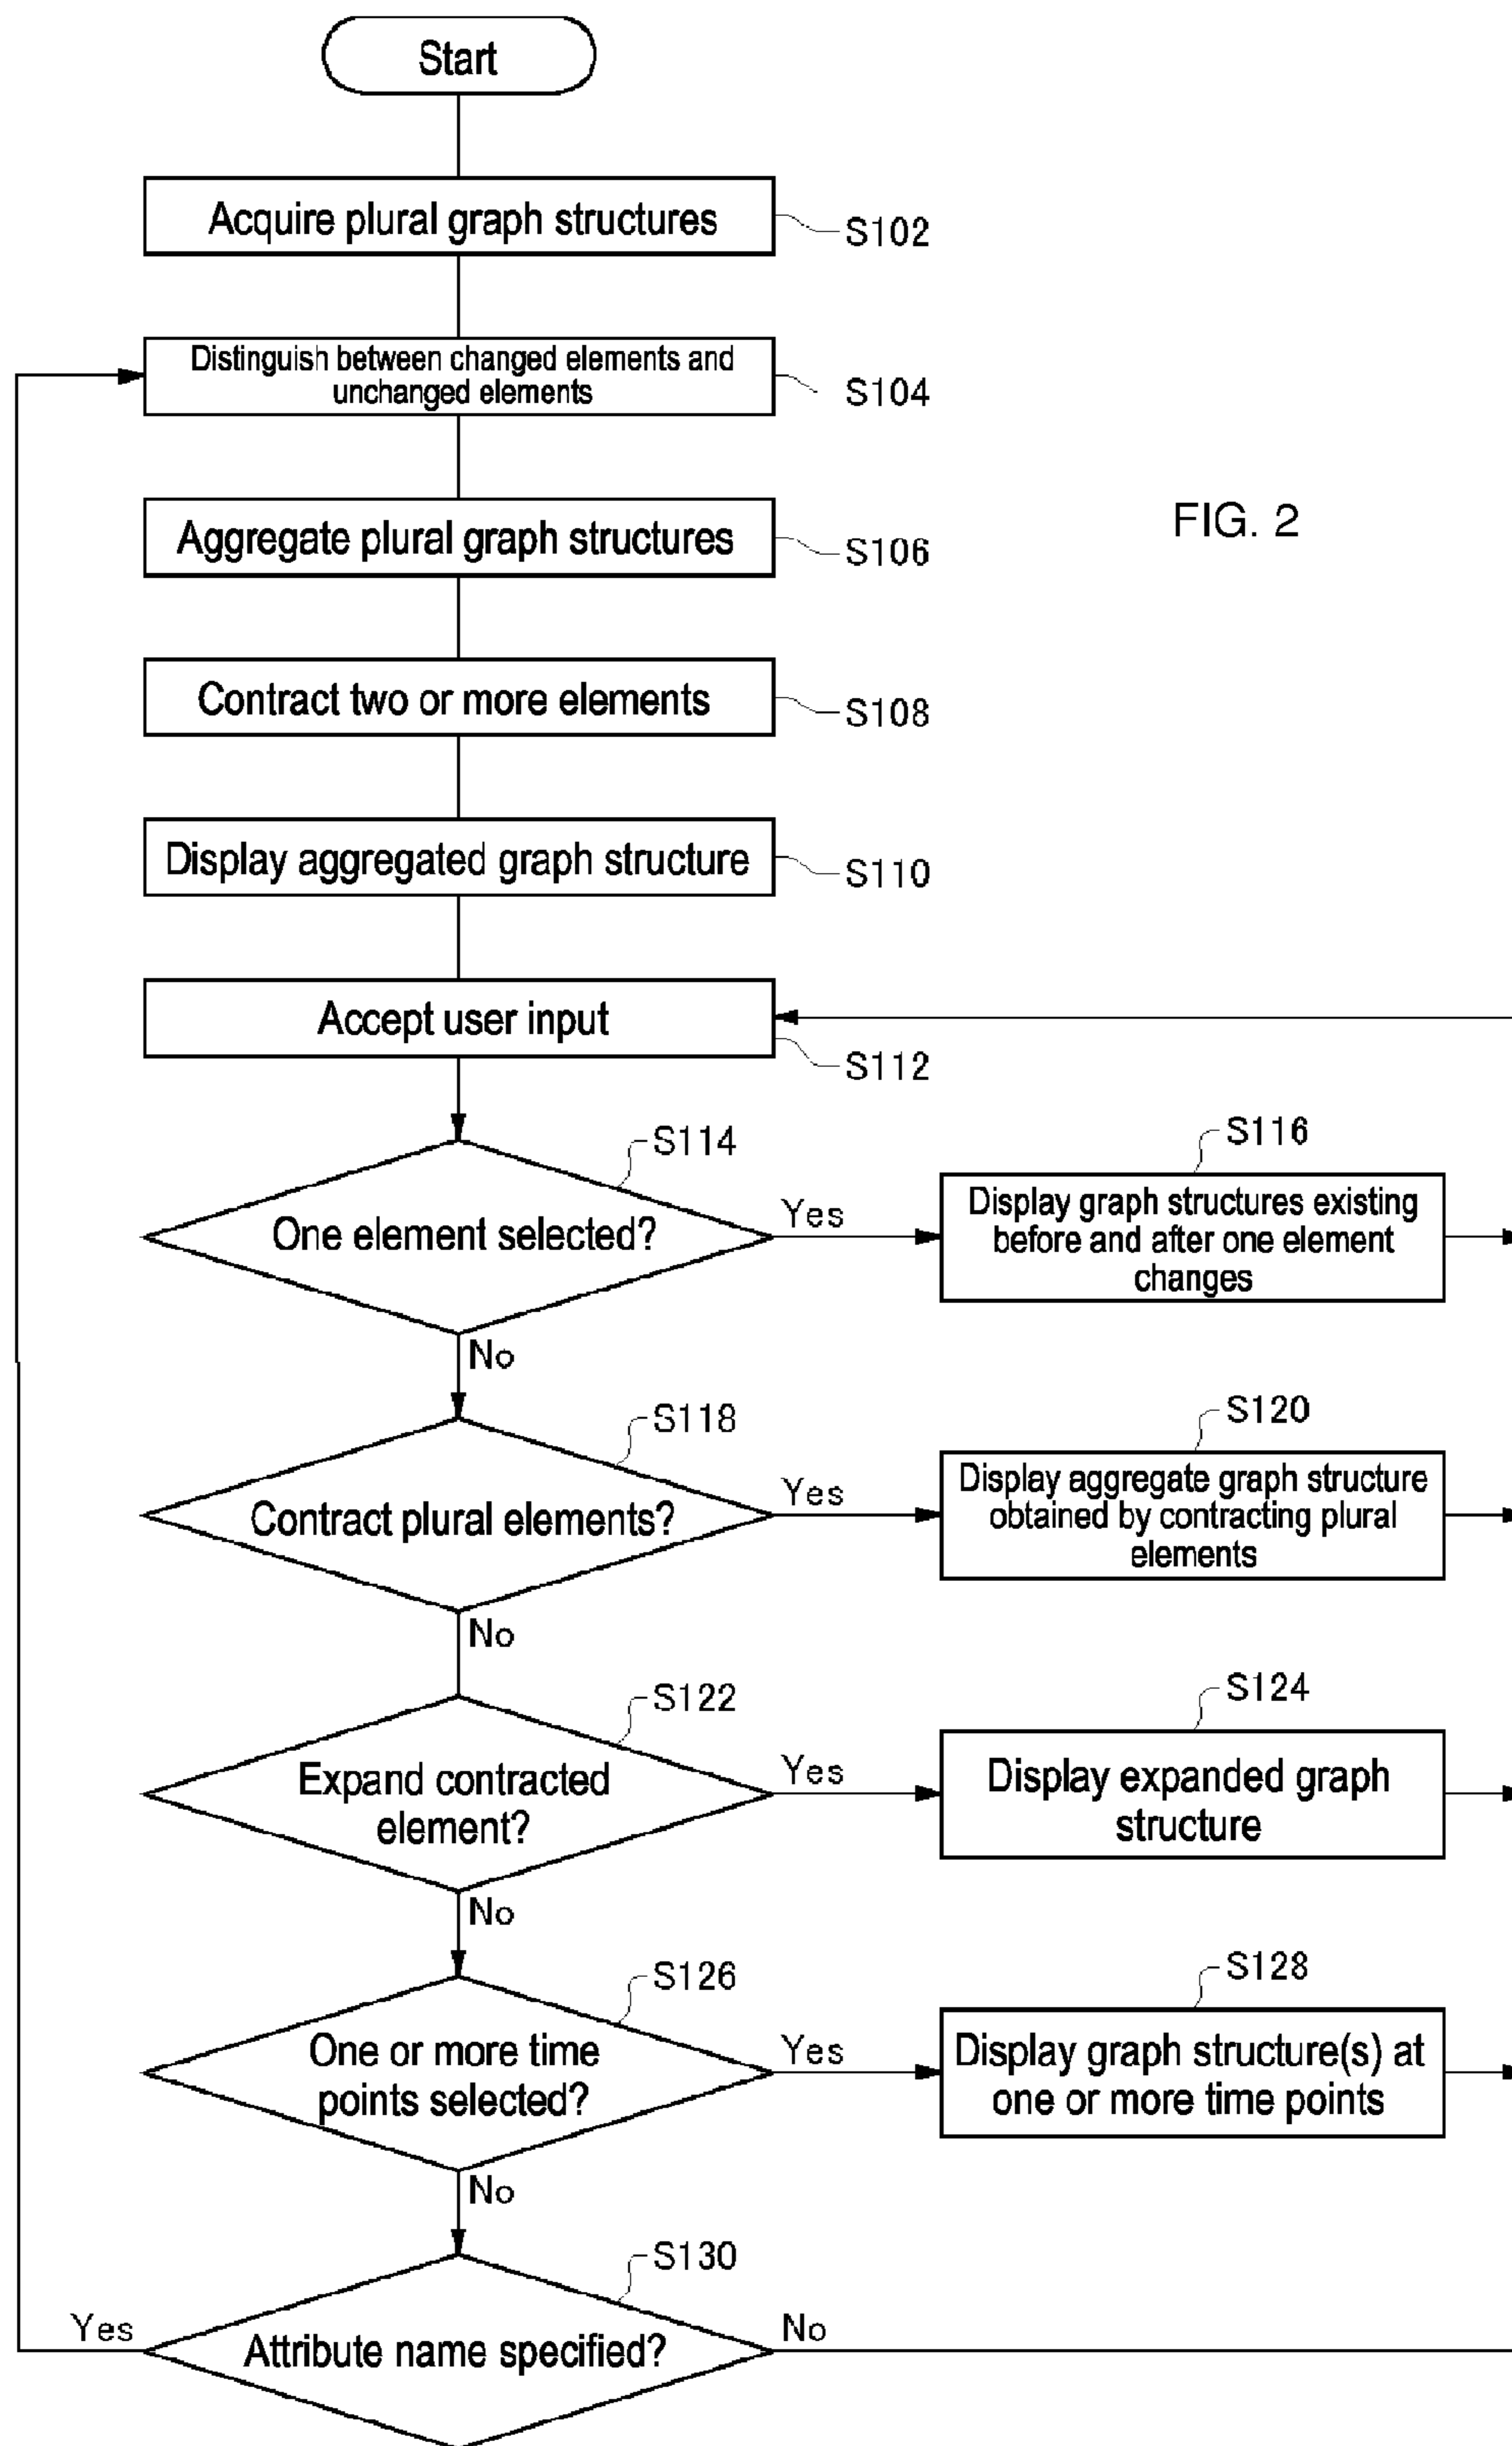 Start
Acquire plural graph structures
S102
Distinguish between changed elements and
unchanged elements
S104
FIG. 2
Aggregate plural graph structures
S106
Contract two or more elements
S108
Display aggregated graph structure
S110
Accept user input
S112
S114
One element selected?
Yes
No
S116
Display graph structures existing
before and after one element
changes
S118
Contract plural elements?
Yes
No
S120
Display aggregate graph structure
obtained by contracting plural
elements
S122
Expand contracted
element?
Yes
No
S124
Display expanded graph
structure
S126
One or more time
points selected?
Yes
No
S128
Display graph structure(s) at
one or more time points
S130
Yes
Attribute name specified?
No